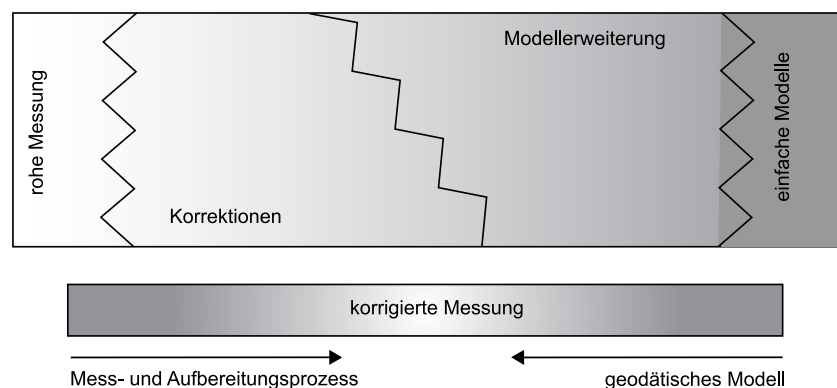 rohe Messung
Modellerweiterung
einfache Modelle
Korrektionen
korrigierte Messung
Mess- und Aufbereitungsprozess
geodätisches Modell